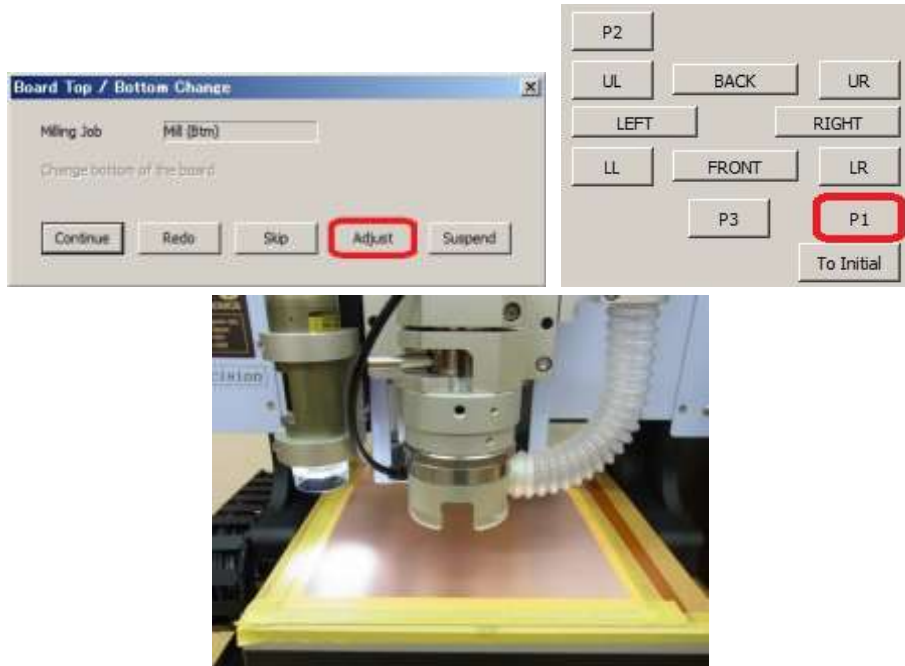 Board Top / Bottom Change
Milling Job
Mill (Btm)
Change bottom of the board
Continue
Redo
Skip
Adjust
Suspend
P2
UL
BACK
UR
LEFT
RIGHT
LL
FRONT
LR
P3
P1
To Initial
CISION